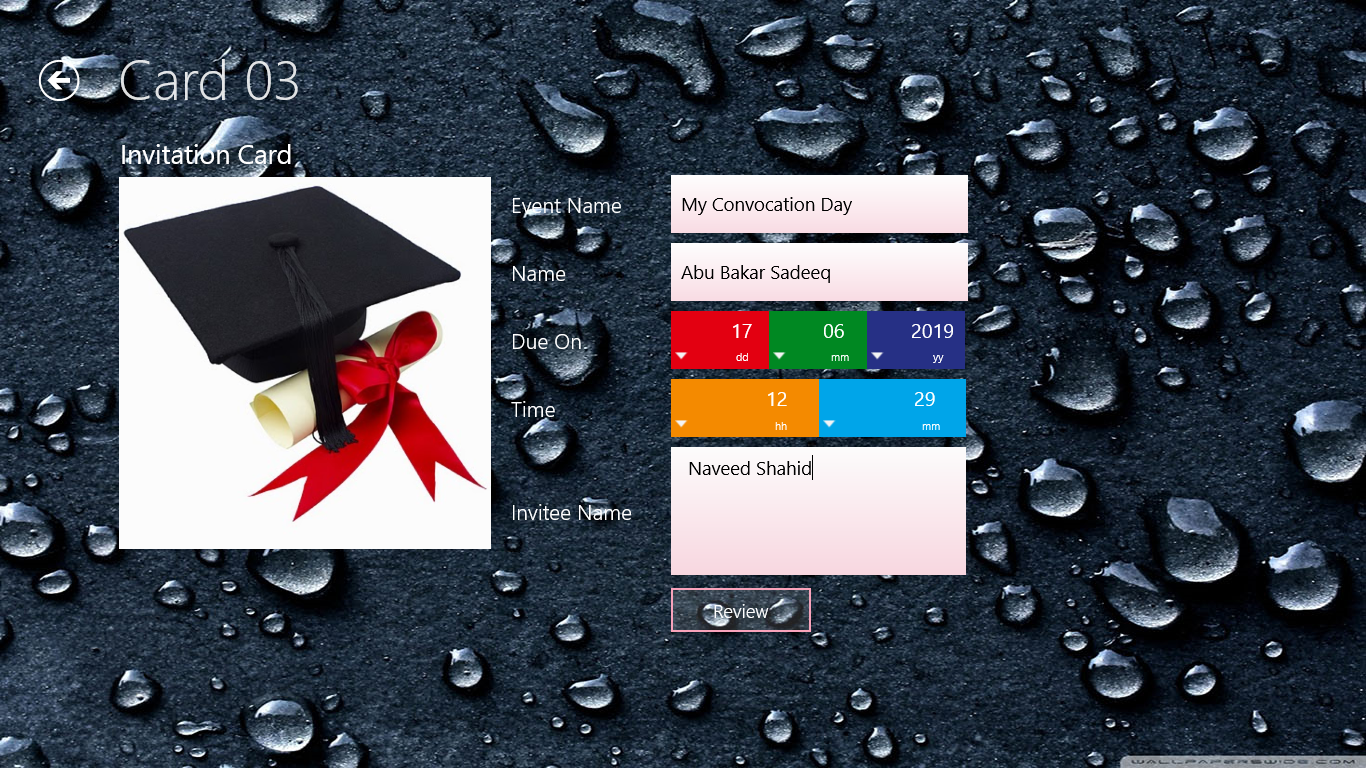 Card 03
Invitation Card
Event Name
My Convocation Day
Name
Abu Bakar Sadeeq
Due On.
17
06
2019
dd
mm
yy
Time
12
29
hh
mm
Naveed Shahid
Invitee Name
Review
WALLPAPERSWIDE.COM